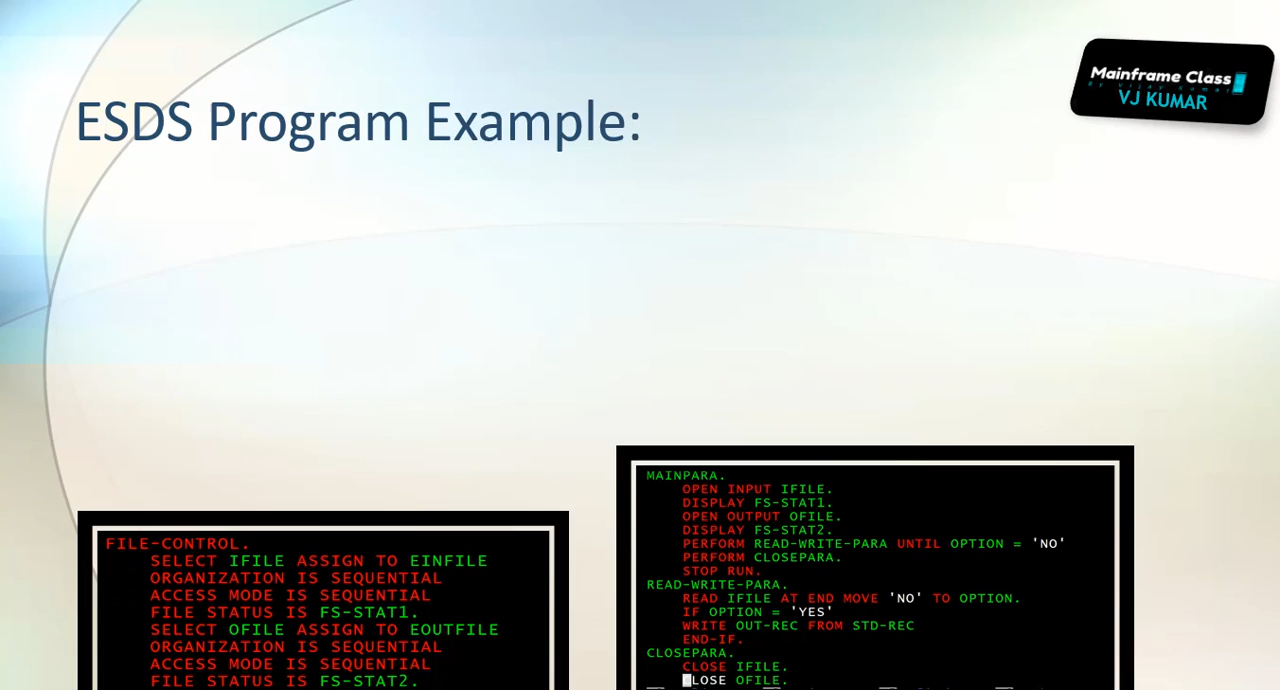 Mainframe Class
By Vijay Kumar
VJ KUMAR
ESDS Program Example:
FILE-CONTROL.
SELECT IFILE ASSIGN TO EINFILE
ORGANIZATION IS SEQUENTIAL
ACCESS MODE IS SEQUENTIAL
FILE STATUS IS FS-STAT1.
SELECT OFILE ASSIGN TO EOUTFILE
ORGANIZATION IS SEQUENTIAL
ACCESS MODE IS SEQUENTIAL
FILE STATUS IS FS-STAT2.
MAINPARA.
OPEN INPUT IFILE.
DISPLAY FS-STAT1.
OPEN OUTPUT OFILE.
DISPLAY FS-STAT2.
PERFORM READ-WRITE-PARA UNTIL OPTION = 'NO'
PERFORM CLOSEPARA.
STOP RUN.
READ-WRITE-PARA.
READ IFILE AT END MOVE 'NO' TO OPTION.
IF OPTION = 'YES'
WRITE OUT-REC FROM STD-REC
END-IF.
CLOSEPARA.
CLOSE IFILE.
LOSE OFILE.